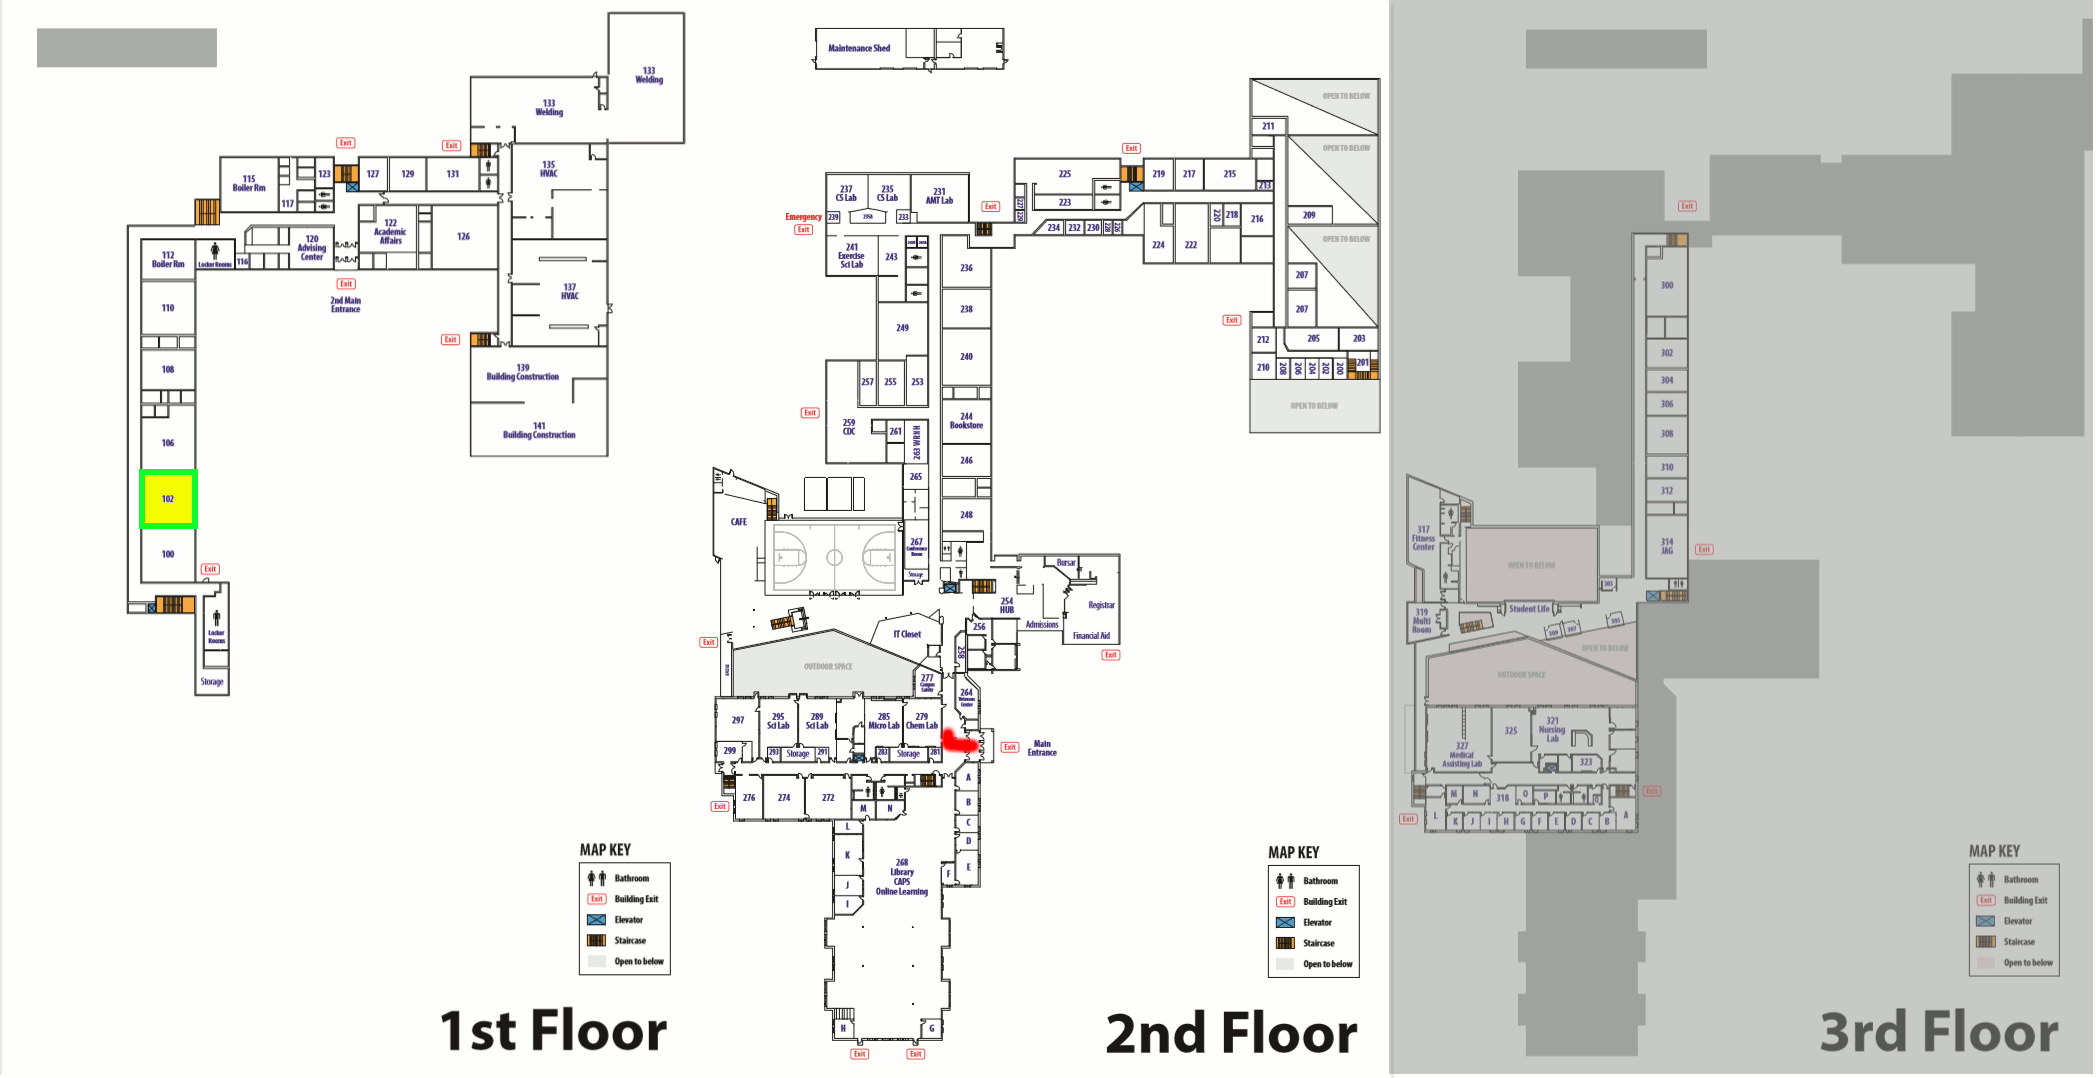 133
Welding
133
Welding
Exit
Exit
135
HVAC
115
Boiler Rm
123
127
129
131
117
122
Academic
Affairs
126
120
Advising
Center
112
Boiler Rm
Locker Rooms
116
Exit
2nd Main
Entrance
137
HVAC
110
Exit
108
139
Building Construction
106
141
Building Construction
102
100
Exit
Locker
Rooms
Storage
MAP KEY
Bathroom
Exit
Building Exit
Elevator
Staircase
Open to below
1st Floor
Maintenance Shed
OPEN TO BELOW
211
Exit
OPEN TO BELOW
225
219
217
215
213
237
CS Lab
235
CS Lab
231
AMT Lab
227
229
223
Exit
Emergency
Exit
239
235A
233
234
232
230
228
226
220
218
216
209
224
222
OPEN TO BELOW
241
Exercise
Sci Lab
243
236
207
238
207
249
Exit
212
205
203
240
210
208
206
204
202
200
201
257
255
253
OPEN TO BELOW
Exit
259
CDC
261
263 WRNH
244
Bookstore
246
265
CAFE
248
267
Conference
Room
Storage
Bursar
254
HUB
Registrar
Admissions
Financial Aid
Exit
IT Closet
256
258
Exit
OUTDOOR SPACE
277
Campus
Safety
264
Veterans
Center
297
295
Sci Lab
289
Sci Lab
285
Micro Lab
279
Chem Lab
299
293
Storage
291
283
Storage
281
Exit
Main
Entrance
276
274
272
M
N
A
B
C
D
E
F
Exit
L
K
J
I
268
Library
CAPS
Online Learning
H
G
Exit
Exit
MAP KEY
Bathroom
Exit
Building Exit
Elevator
Staircase
Open to below
2nd Floor
Exit
300
302
304
306
308
310
312
314
JAG
Exit
317
Fitness
Center
OPEN TO BELOW
303
Student Life
319
Multi
Room
309
307
305
OPEN TO BELOW
OUTDOOR SPACE
327
Medical
Assisting Lab
325
321
Nursing
Lab
323
M
N
318
O
P
Q
Exit
Exit
L
K
J
I
H
G
F
E
D
C
B
A
MAP KEY
Bathroom
Exit
Building Exit
Elevator
Staircase
Open to below
3rd Floor